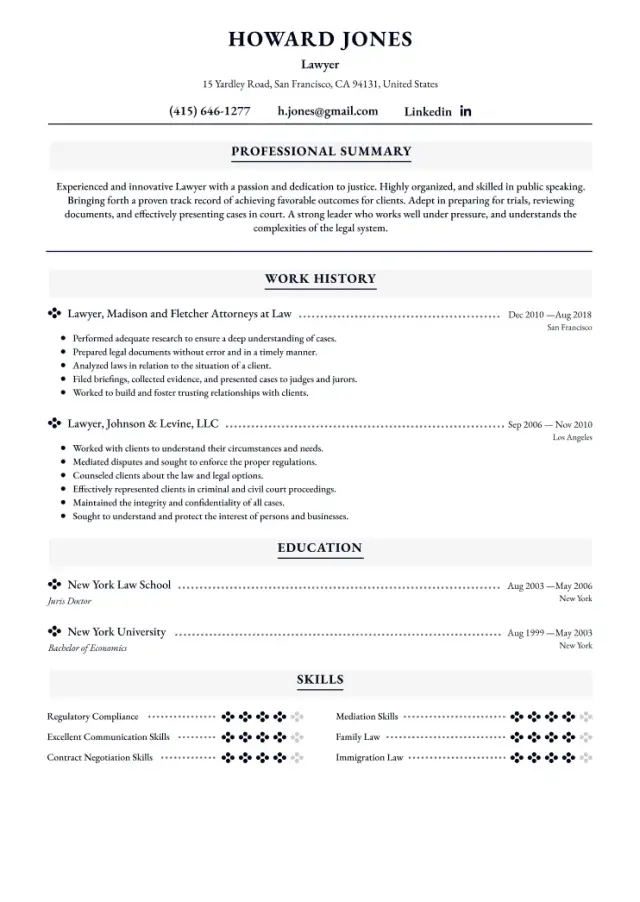 HOWARD JONES
Lawyer
15 Yardley Road, San Francisco, CA 94131, United States
(415) 646-1277 h.jones@gmail.com Linkedin in
PROFESSIONAL SUMMARY
Experienced and innovative Lawyer with a passion and dedication to justice. Highly organized, and skilled in public speaking.
Bringing forth a proven track record of achieving favorable outcomes for clients. Adept in preparing for trials, reviewing
documents, and effectively presenting cases in court. A strong leader who works well under pressure, and understands the
complexities of the legal system.
WORK HISTORY
Lawyer, Madison and Fletcher Attorneys at Law Dec 2010 —Aug 2018
San Francisco
Performed adequate research to ensure a deep understanding of cases.
Prepared legal documents without error and in a timely manner.
Analyzed laws in relation to the situation of a client.
Filed briefings, collected evidence, and presented cases to judges and jurors.
Worked to build and foster trusting relationships with clients.
Lawyer, Johnson & Levine, LLC Sep 2006 — Nov 2010
Los Angeles
Worked with clients to understand their circumstances and needs.
Mediated disputes and sought to enforce the proper regulations.
Counseled clients about the law and legal options.
Effectively represented clients in criminal and civil court proceedings.
Maintained the integrity and confidentiality of all cases.
Sought to understand and protect the interest of persons and businesses.
EDUCATION
New York Law School Aug 2003 —May 2006
Juris Doctor New York
New York University Aug 1999 —May 2003
Bachelor of Economics New York
SKILLS
Regulatory Compliance Mediation Skills
Excellent Communication Skills Family Law
Contract Negotiation Skills Immigration Law